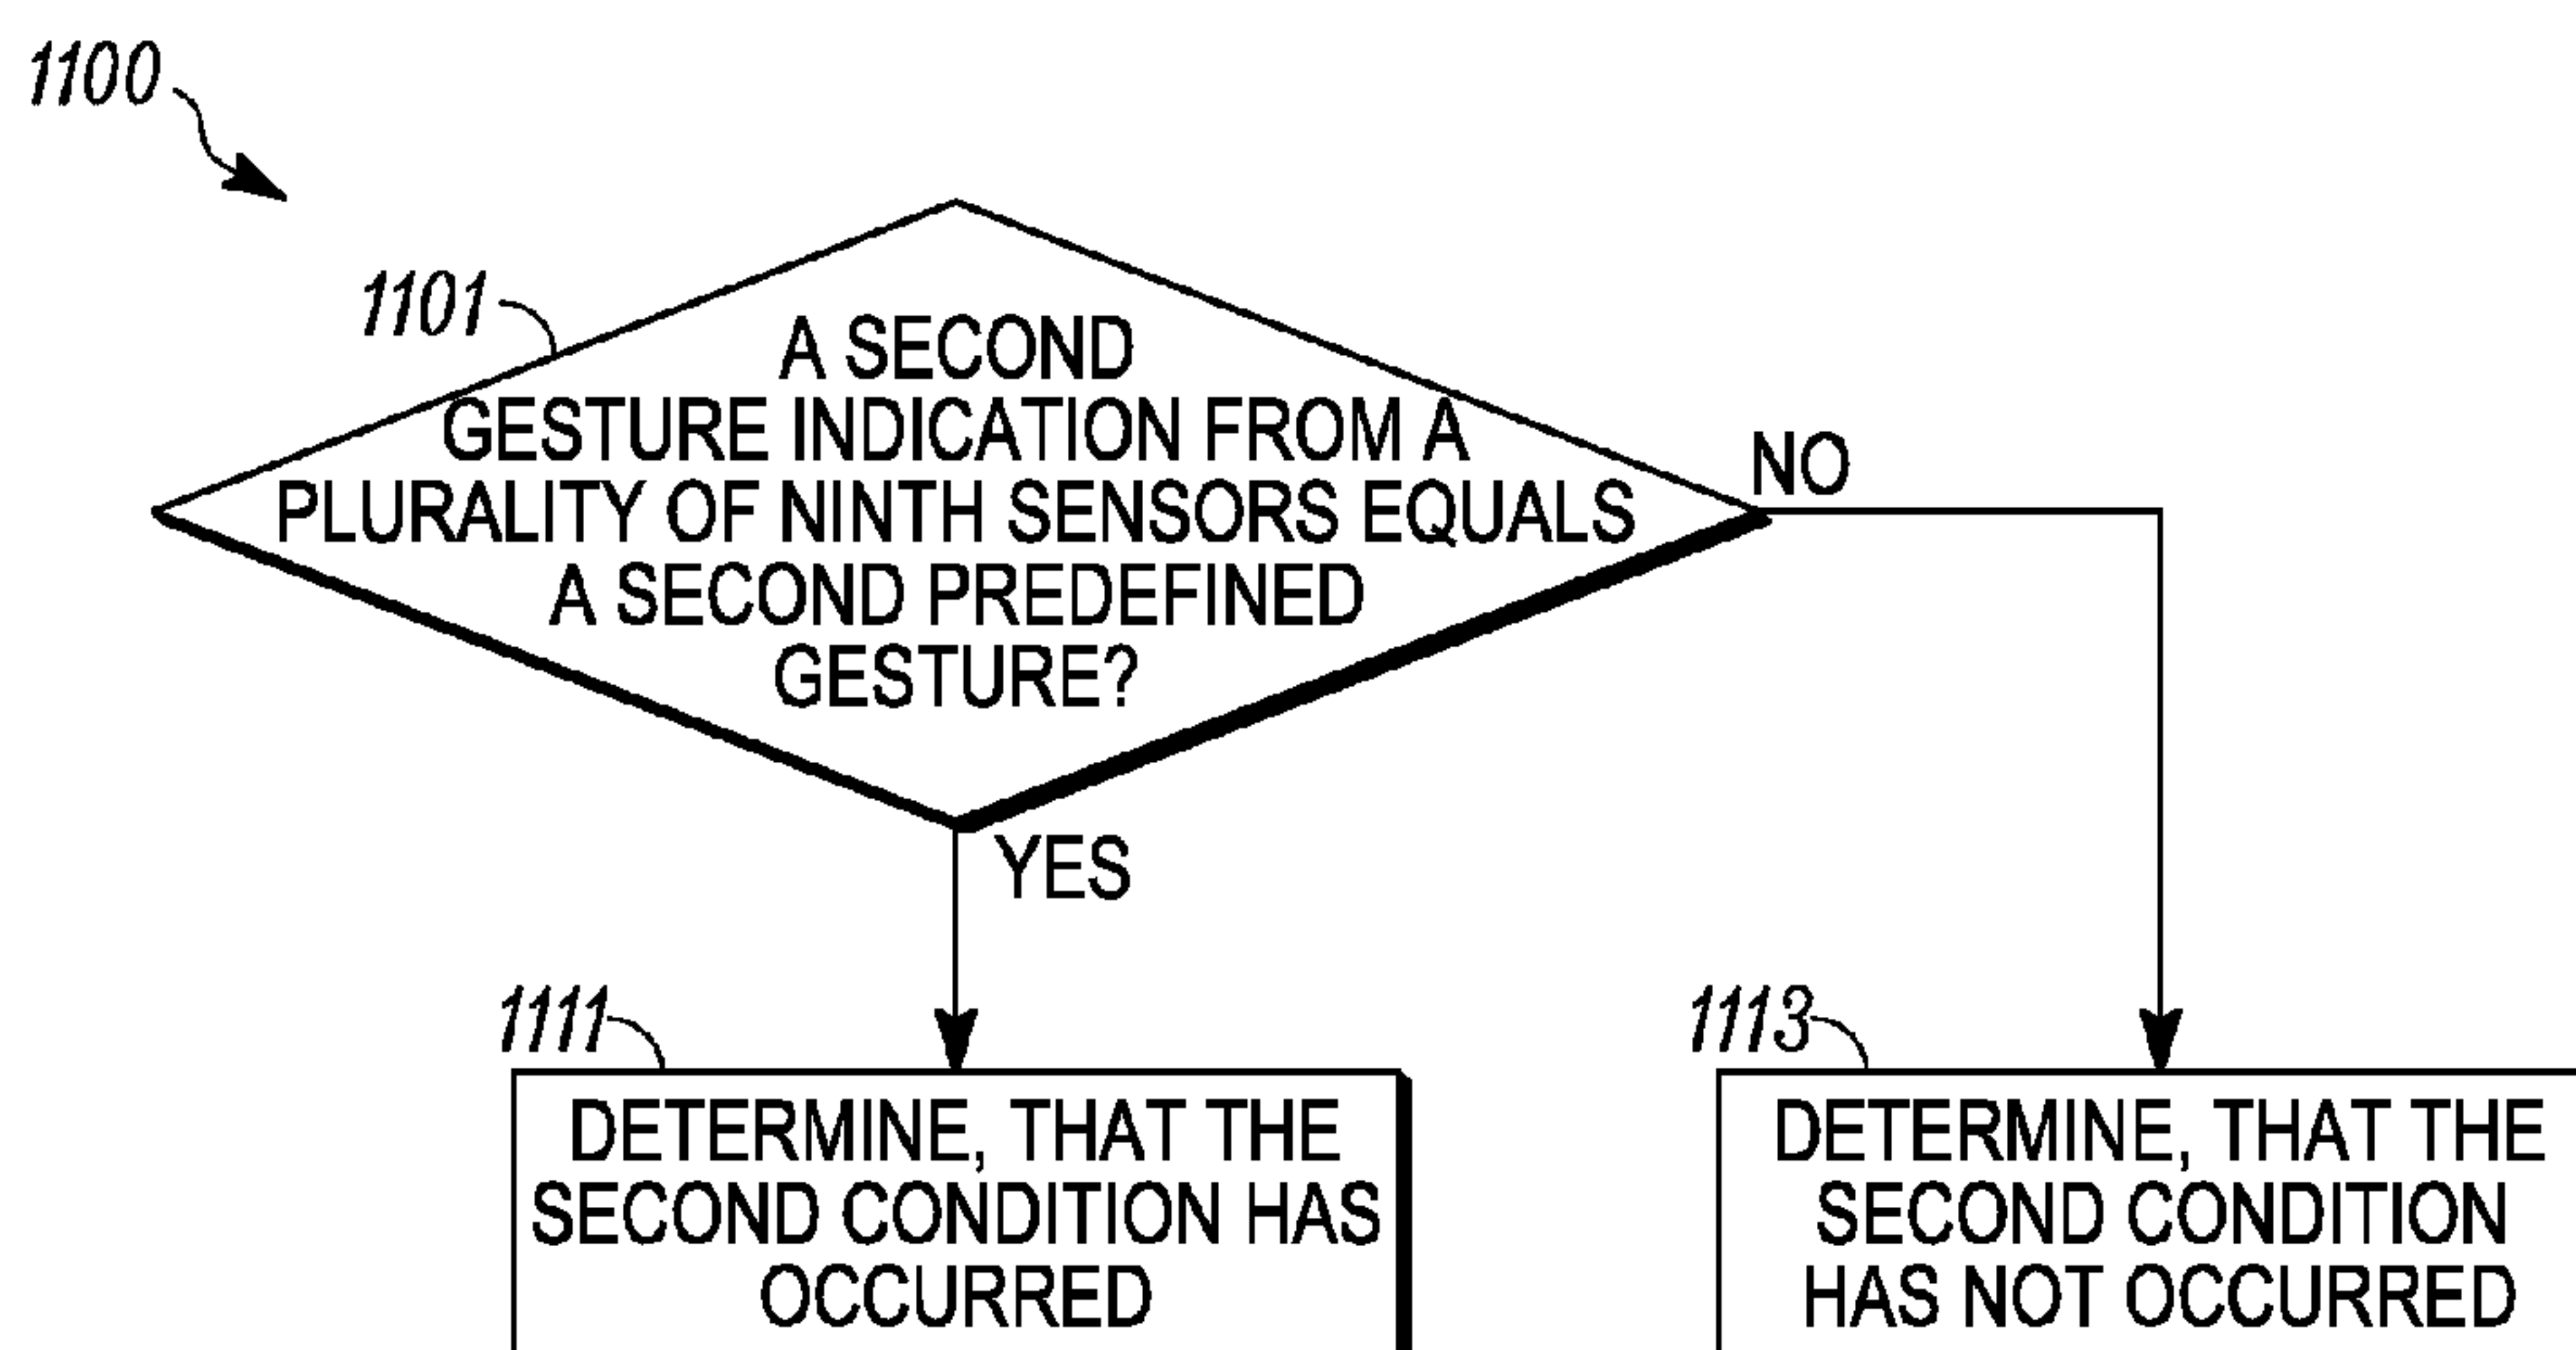 1100
1101
A SECOND
GESTURE INDICATION FROM A
PLURALITY OF NINTH SENSORS EQUALS
A SECOND PREDEFINED
GESTURE?
NO
YES
1111
DETERMINE, THAT THE
SECOND CONDITION HAS
OCCURRED
1113
DETERMINE, THAT THE
SECOND CONDITION
HAS NOT OCCURRED